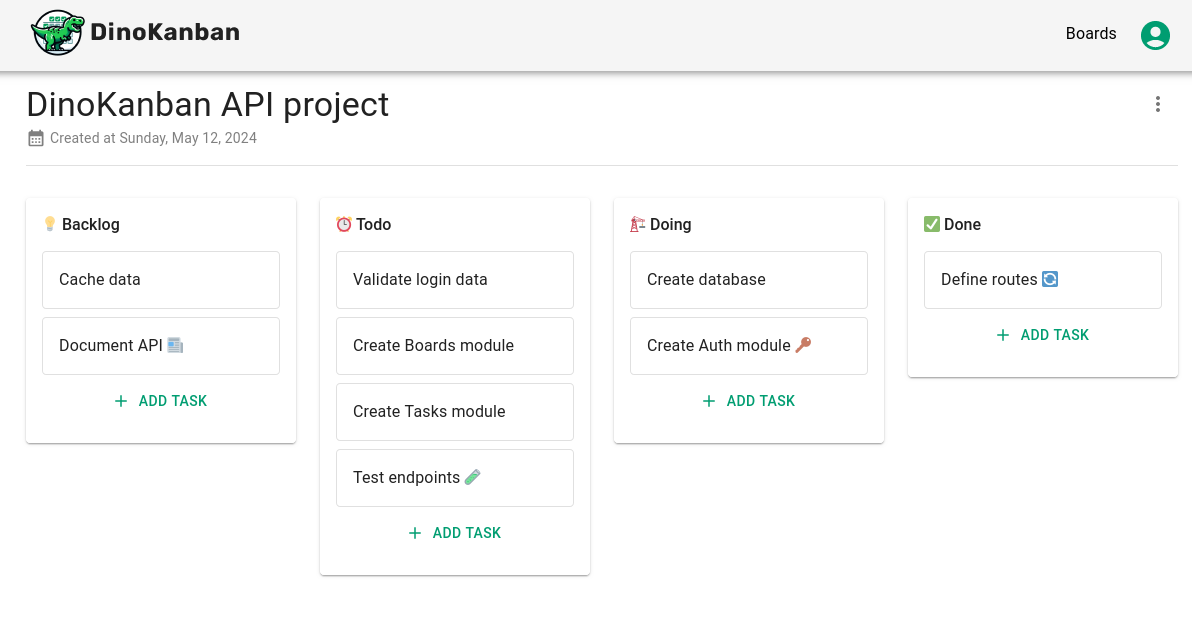 DinoKanban
Boards
DinoKanban API project
Created at Sunday, May 12, 2024
💡 Backlog
Cache data
Document API 📰
+ ADD TASK
⏰ Todo
Validate login data
Create Boards module
Create Tasks module
Test endpoints 🧪
+ ADD TASK
🏗️ Doing
Create database
Create Auth module 🔑
+ ADD TASK
✅ Done
Define routes 🔄
+ ADD TASK